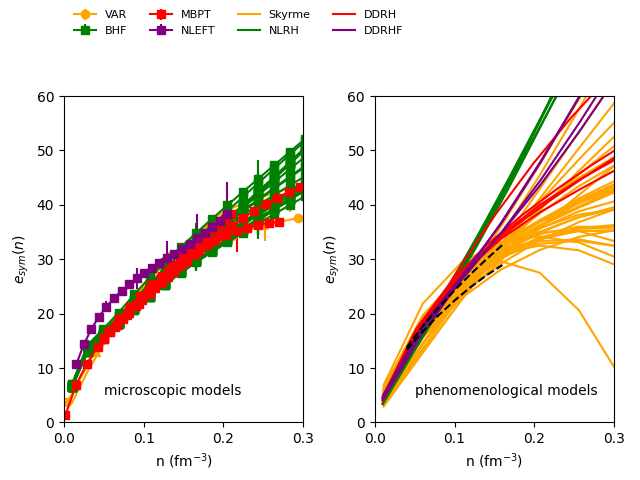 VAR MBPT Skyrme DDRH
BHF NLEFT NLRH DDRHF
60 60
50 50
40 40
30 30
20 20
10 10
0 0
e_sym(n) e_sym(n)
microscopic models phenomenological models
0.0 0.1 0.2 0.3 0.0 0.1 0.2 0.3
n (fm⁻³) n (fm⁻³)